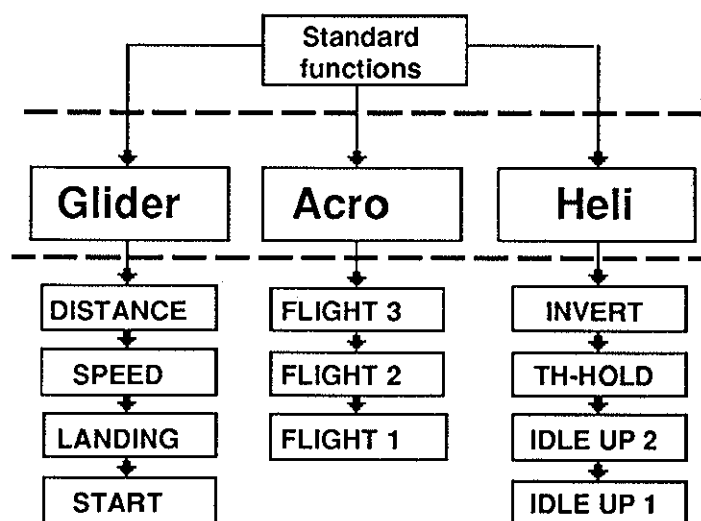 Standard
functions
Glider
Acro
Heli
DISTANCE
FLIGHT 3
INVERT
SPEED
FLIGHT 2
TH-HOLD
LANDING
FLIGHT 1
IDLE UP 2
START
IDLE UP 1